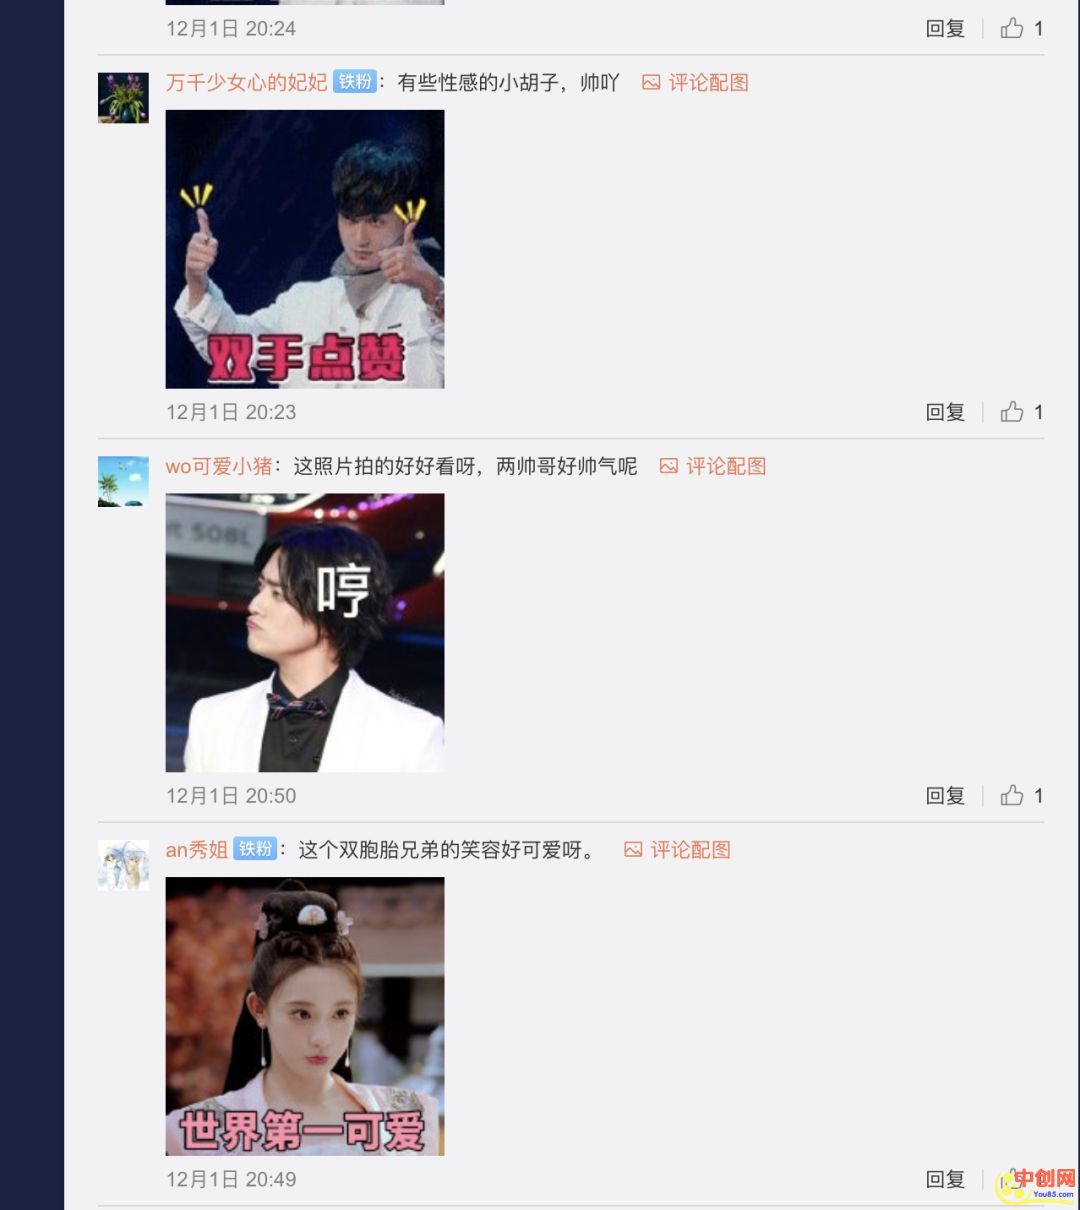 12月1日 20:24 回复 1
万千少女心的妃妃 铁粉：有些性感的小胡子，帅吖 评论配图
双手点赞
12月1日 20:23 回复 1
wo可爱小猪：这照片拍的好好看呀，两帅哥好帅气呢 评论配图
et SOBL
哼
12月1日 20:50 回复 1
an秀姐 铁粉：这个双胞胎兄弟的笑容好可爱呀。 评论配图
世界第一可爱
12月1日 20:49 回复
中创网
You85.com